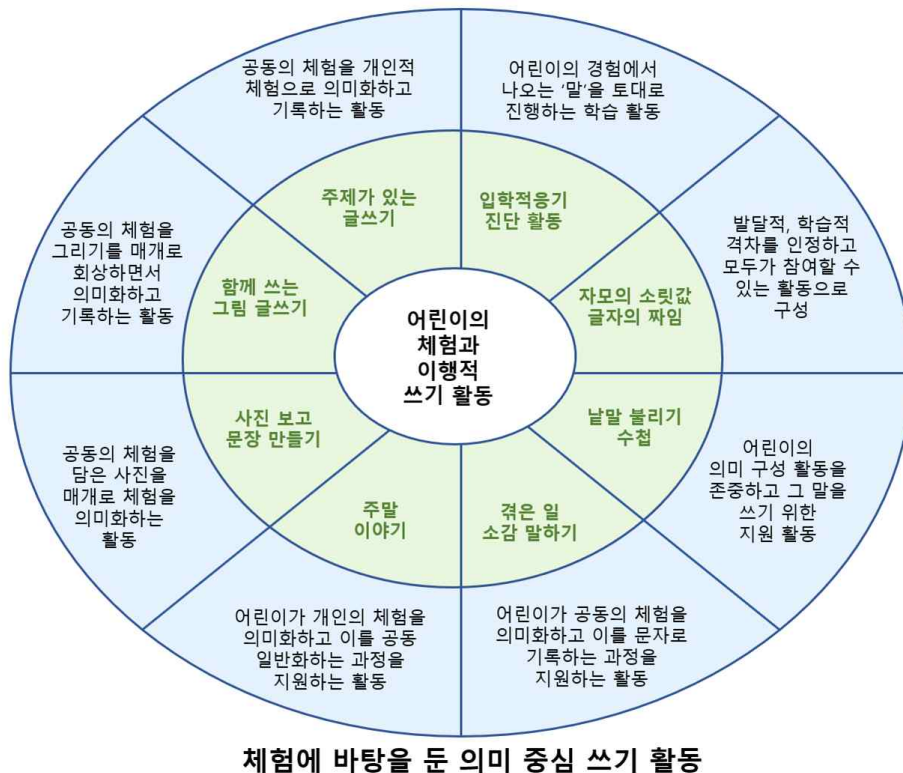 공동의 체험을 개인적
체험으로 의미화하고
기록하는 활동
어린이의 경험에서
나오는 ‘말’을 토대로
진행하는 학습 활동
발달적, 학습적
격차를 인정하고
모두가 참여할 수
있는 활동으로
구성
어린이의
의미 구성 활동을
존중하고 그 말을
쓰기 위한
지원 활동
어린이가 공동의 체험을
의미화하고 이를 문자로
기록하는 과정을
지원하는 활동
어린이가 개인의 체험을
의미화하고 이를 공동
일반화하는 과정을
지원하는 활동
공동의 체험을
담은 사진을
매개로 체험을
의미화하는
활동
공동의 체험을
그리기를 매개로
회상하면서
의미화하고
기록하는 활동
주제가 있는
글쓰기
입학적응기
진단 활동
자모의 소릿값
글자의 짜임
낱말 불리기
수첩
겪은 일
소감 말하기
주말
이야기
사진 보고
문장 만들기
함께 쓰는
그림 글쓰기
어린이의
체험과
이행적
쓰기 활동
체험에 바탕을 둔 의미 중심 쓰기 활동